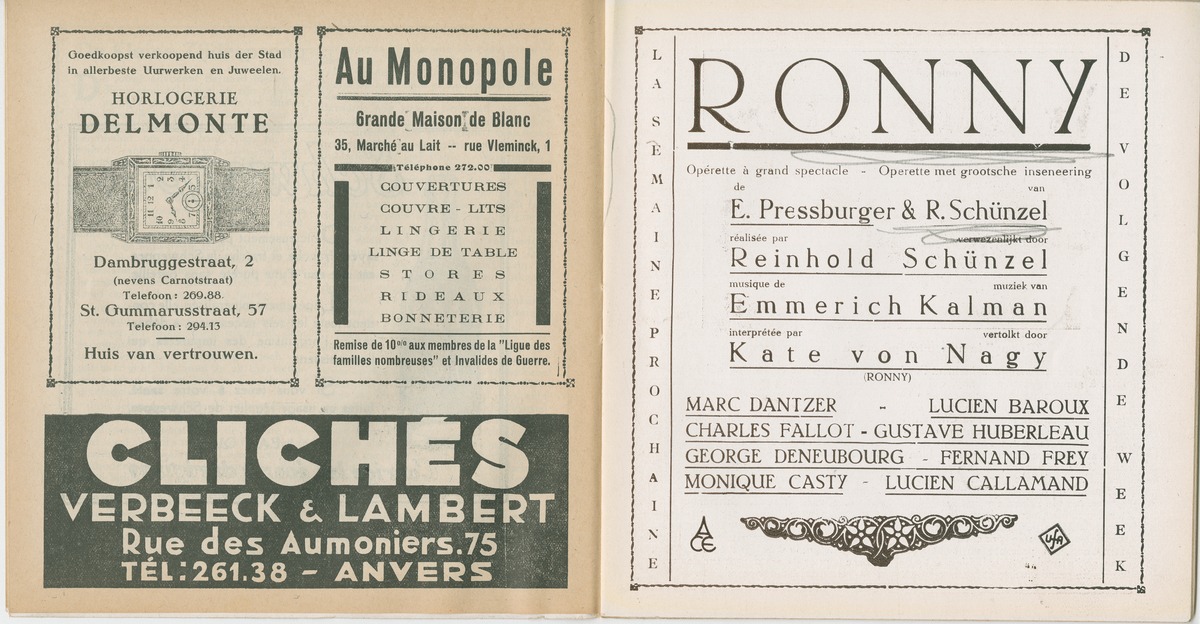 Goedkoopst verkoopend huis der Stad
in allerbeste Uurwerken en Juweelen.
HORLOGERIE
DELMONTE
Dambruggestraat, 2
(nevens Carnotstraat)
Telefoon: 269.88.
St. Gummarusstraat, 57
Telefoon: 294.13
Huis van vertrouwen.
Au Monopole
Grande Maison de Blanc
35, Marché au Lait -- rue Vleminck, 1
Téléphone 272.00
COUVERTURES
COUVRE - LITS
LINGERIE
LINGE DE TABLE
STORES
RIDEAUX
BONNETERIE
Remise de 10 o/o aux membres de la "Ligue des
familles nombreuses" et Invalides de Guerre.
CLICHÉS
VERBEECK & LAMBERT
Rue des Aumoniers.75
TÉL: 261.38 - ANVERS
LA SEMAINE PROCHAINE
RONNY
Opérette à grand spectacle - Operette met grootsche inseneering
de van
E. Pressburger & R. Schünzel
réalisée par verwezenlijkt door
Reinhold Schünzel
musique de muziek van
Emmerich Kalman
interprétée par vertolkt door
Kate von Nagy
(RONNY)
MARC DANTZER - LUCIEN BAROUX
CHARLES FALLOT - GUSTAVE HUBERLEAU
GEORGE DENEUBOURG - FERNAND FREY
MONIQUE CASTY - LUCIEN CALLAMAND
ACE
UFA
DE VOLGENDE WEEK